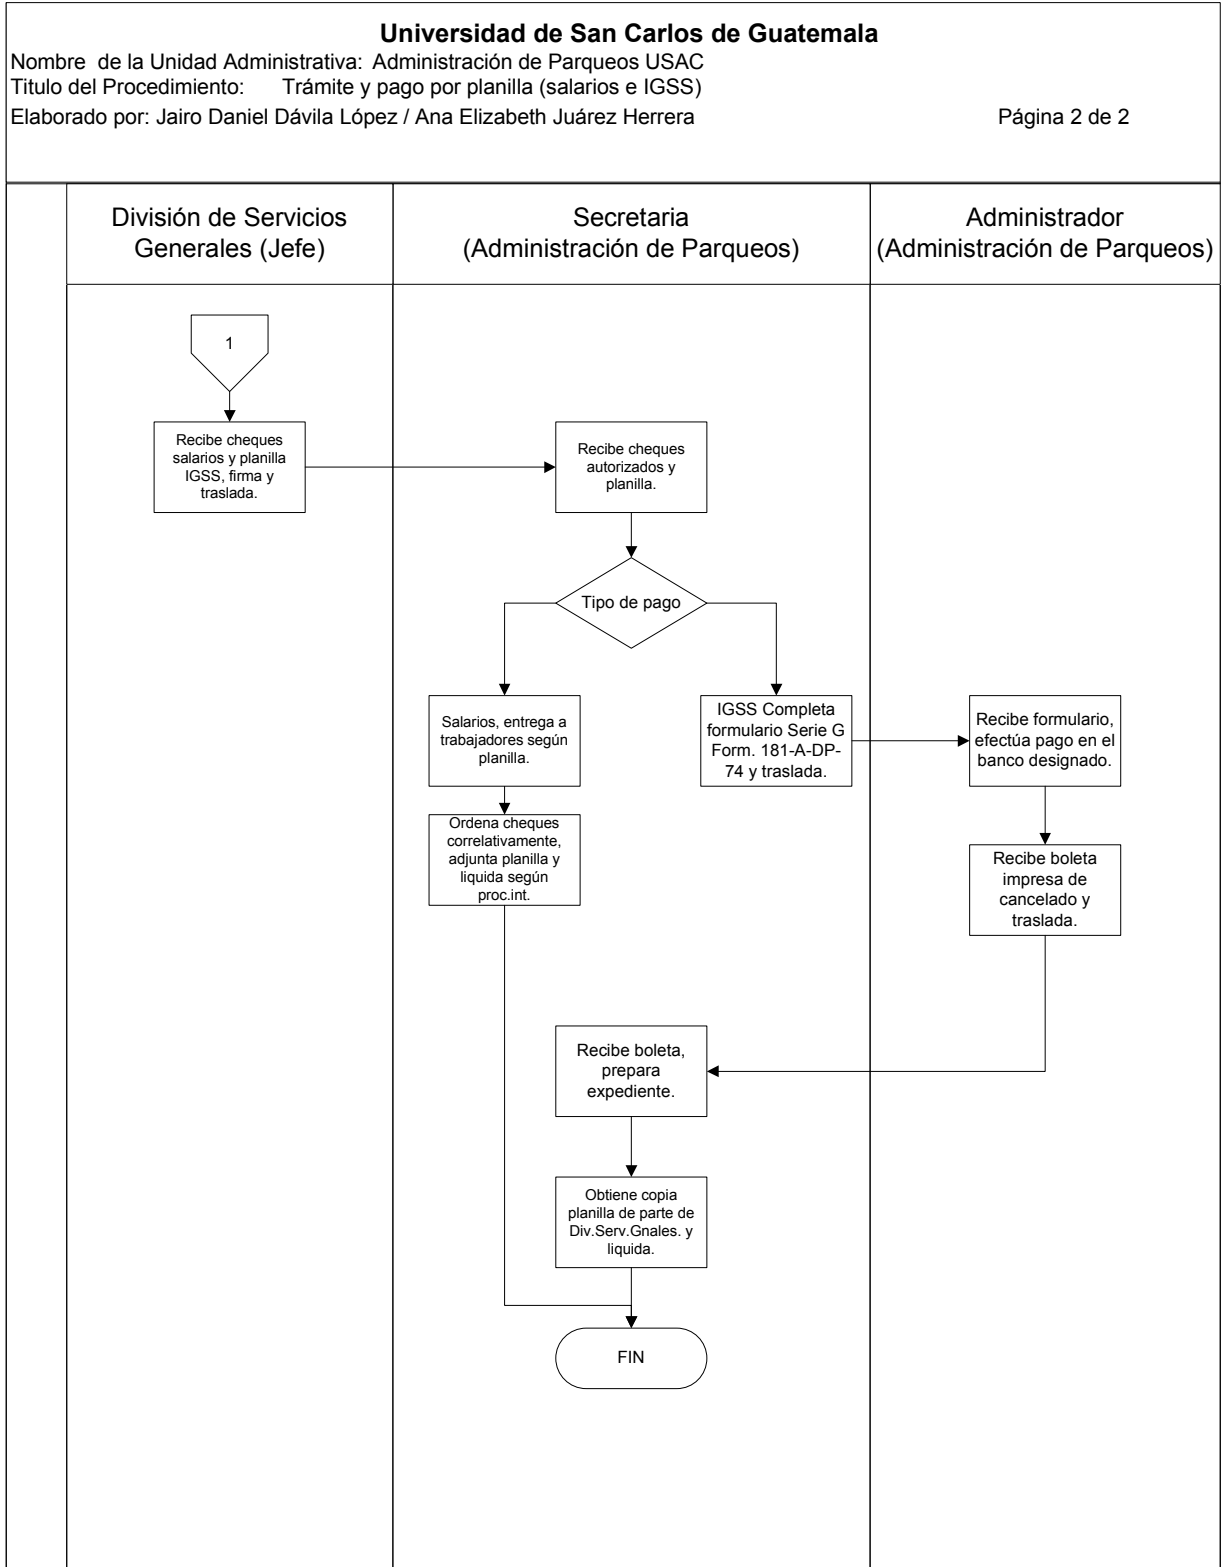 Universidad de San Carlos de Guatemala
Nombre de la Unidad Administrativa: Administración de Parqueos USAC
Titulo del Procedimiento: Trámite y pago por planilla (salarios e IGSS)
Elaborado por: Jairo Daniel Dávila López / Ana Elizabeth Juárez Herrera Página 2 de 2
División de Servicios
Generales (Jefe)
Secretaria
(Administración de Parqueos)
Administrador
(Administración de Parqueos)
1
Recibe cheques
salarios y planilla
IGSS, firma y
traslada.
Recibe cheques
autorizados y
planilla.
Tipo de pago
Salarios, entrega a
trabajadores según
planilla.
IGSS Completa
formulario Serie G
Form. 181-A-DP-
74 y traslada.
Recibe formulario,
efectúa pago en el
banco designado.
Ordena cheques
correlativamente,
adjunta planilla y
liquida según
proc.int.
Recibe boleta
impresa de
cancelado y
traslada.
Recibe boleta,
prepara
expediente.
Obtiene copia
planilla de parte de
Div.Serv.Gnales. y
liquida.
FIN